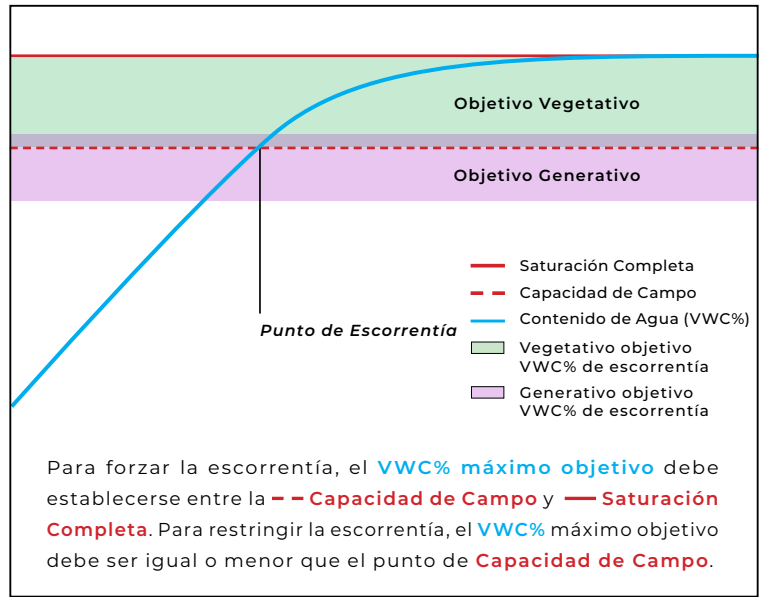 Objetivo Vegetativo
Objetivo Generativo
Punto de Escorrentía
Saturación Completa
Capacidad de Campo
Contenido de Agua (VWC%)
Vegetativo objetivo
VWC% de escorrentía
Generativo objetivo
VWC% de escorrentía
Para forzar la escorrentía, el VWC% máximo objetivo debe
establecerse entre la Capacidad de Campo y Saturación
Completa. Para restringir la escorrentía, el VWC% máximo objetivo
debe ser igual o menor que el punto de Capacidad de Campo.